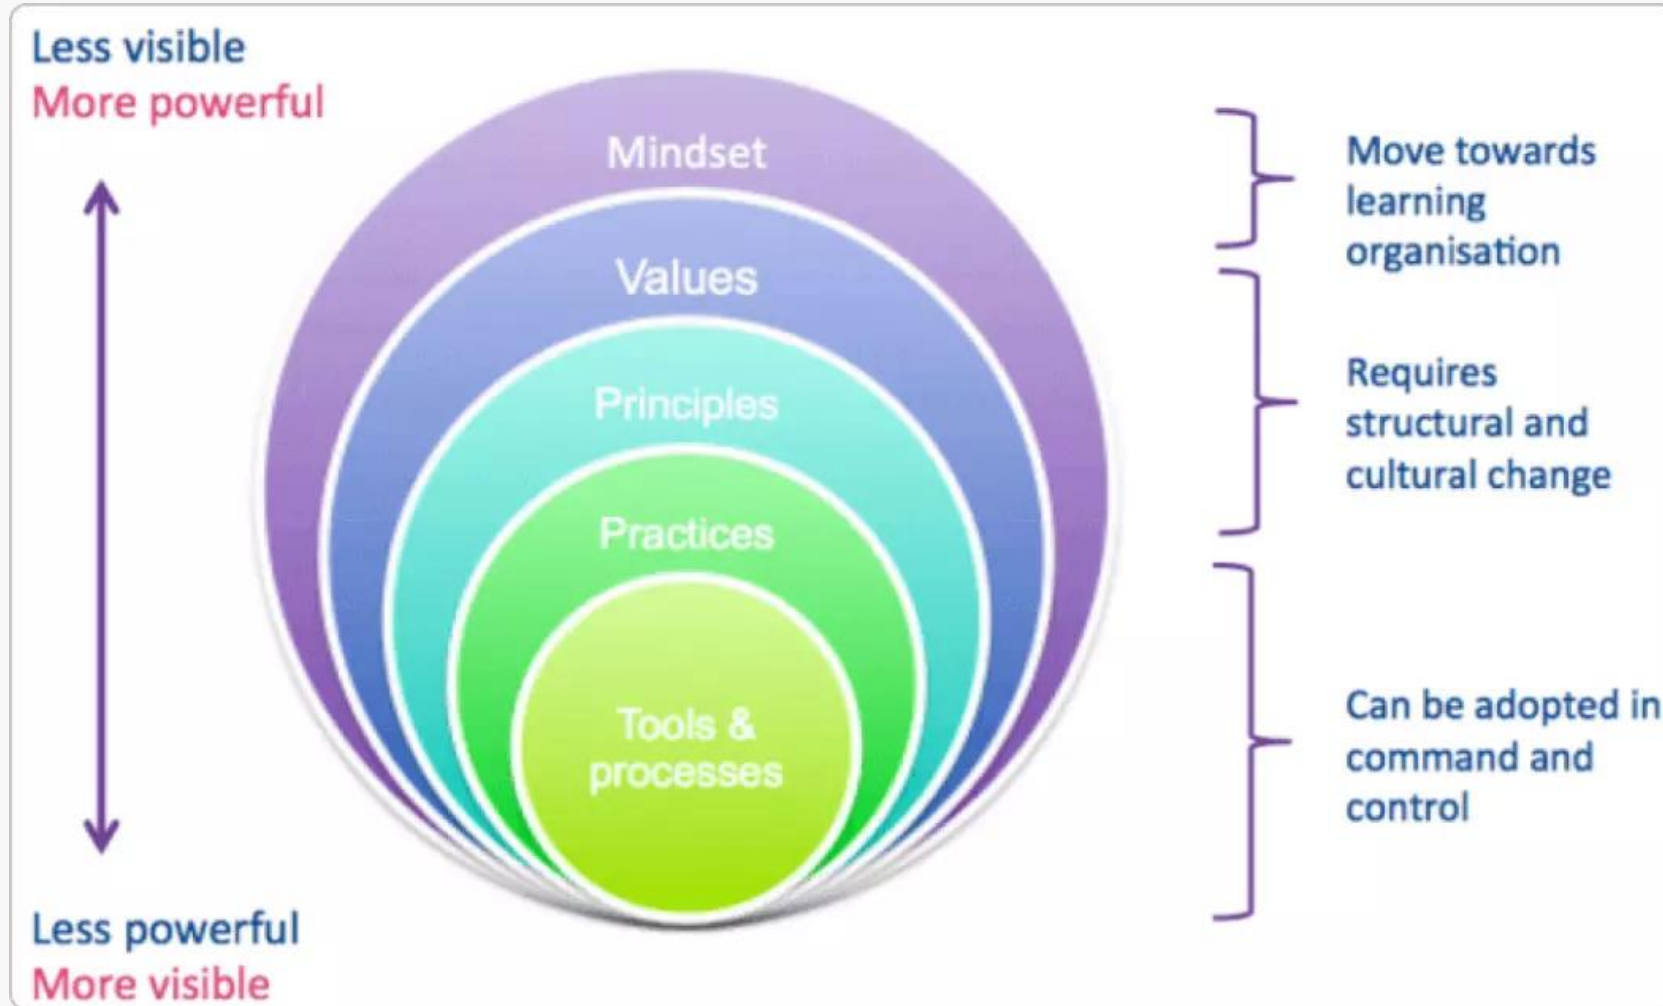 Less visible
More powerful
Mindset
Values
Principles
Practices
Tools &
processes
Move towards
learning
organisation
Requires
structural and
cultural change
Can be adopted in
command and
control
Less powerful
More visible